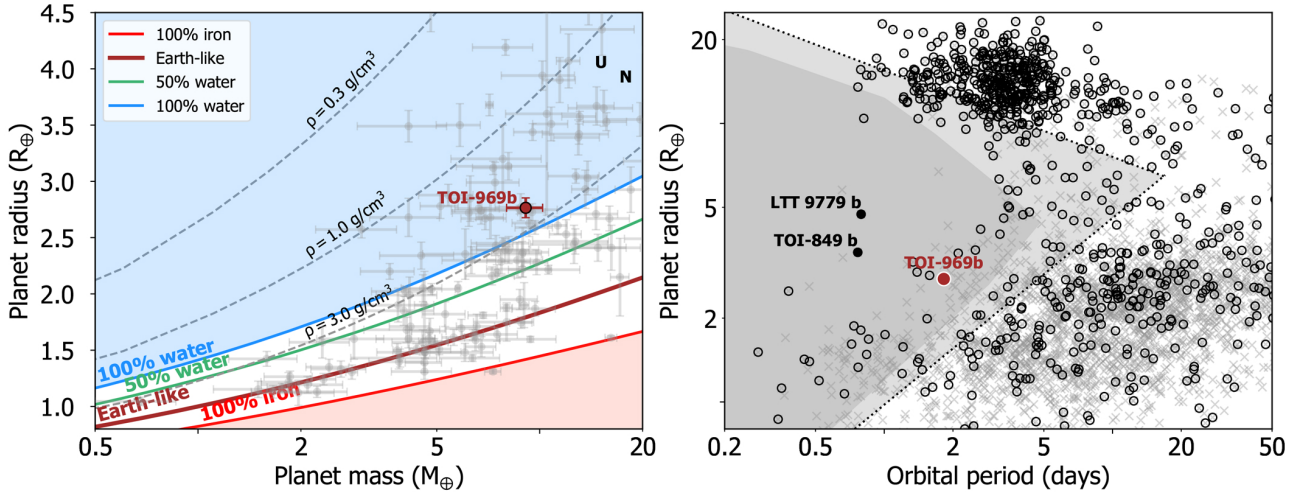 4.5
4.0
3.5
3.0
2.5
2.0
1.5
1.0
Planet radius (R⊕)
100% iron
Earth-like
50% water
100% water
ρ = 0.3 g/cm³
ρ = 1.0 g/cm³
ρ = 3.0 g/cm³
U
N
TOI-969b
100% water
50% water
Earth-like
100% iron
0.5
2
5
20
Planet mass (M⊕)
20
5
2
Planet radius (R⊕)
LTT 9779 b
TOI-849 b
TOI-969b
0.2
0.5
2
5
20
50
Orbital period (days)